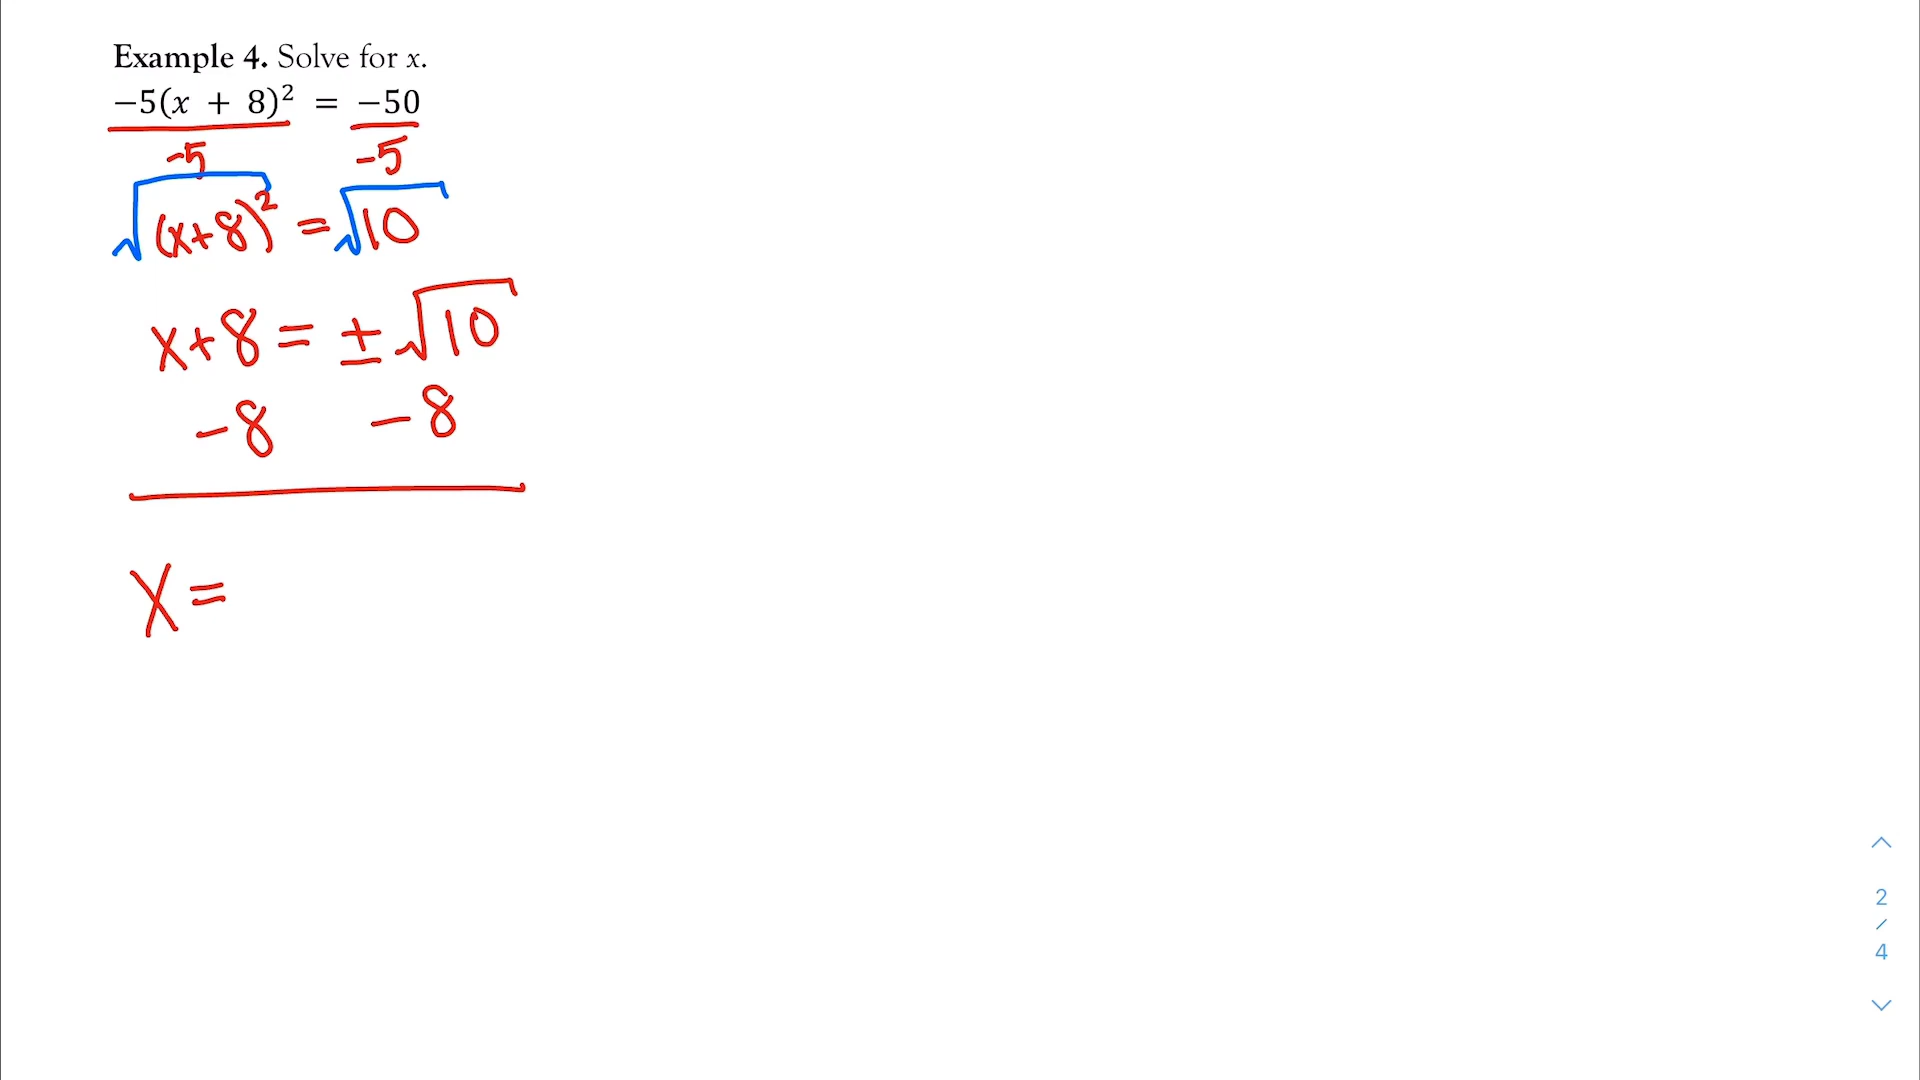 Example 4. Solve for x.
−5(x + 8)² = −50
-5 -5
√(x+8)² = √10
x+8 = ± √10
-8 -8
x =
2
/
4